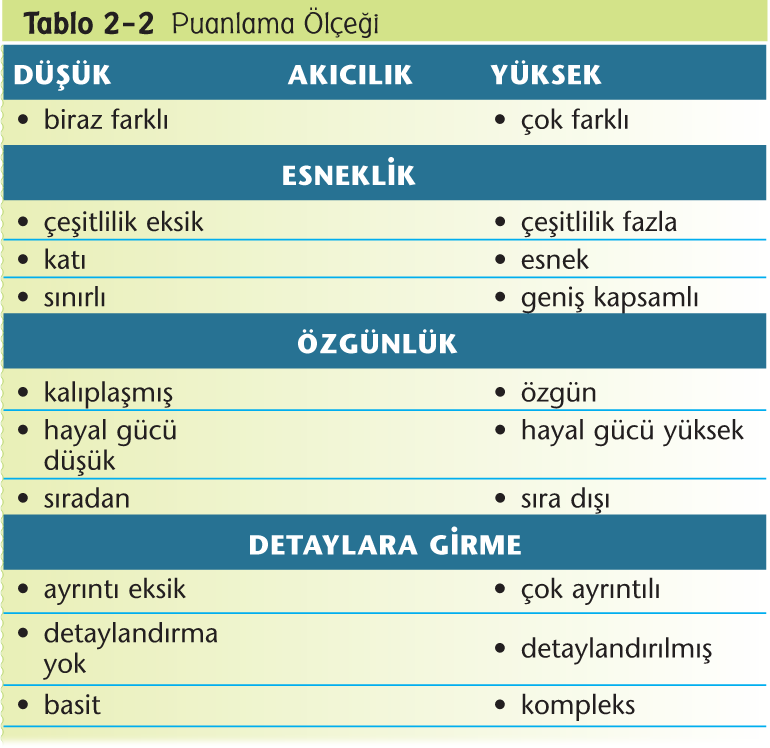 Tablo 2–2 Puanlama Ölçeği
DÜŞÜK AKICILIK YÜKSEK
• biraz farklı • çok farklı
ESNEKLİK
• çeşitlilik eksik • çeşitlilik fazla
• katı • esnek
• sınırlı • geniş kapsamlı
ÖZGÜNLÜK
• kalıplaşmış • özgün
• hayal gücü • hayal gücü yüksek
düşük
• sıradan • sıra dışı
DETAYLARA GİRME
• ayrıntı eksik • çok ayrıntılı
• detaylandırma
yok • detaylandırılmış
• basit • kompleks